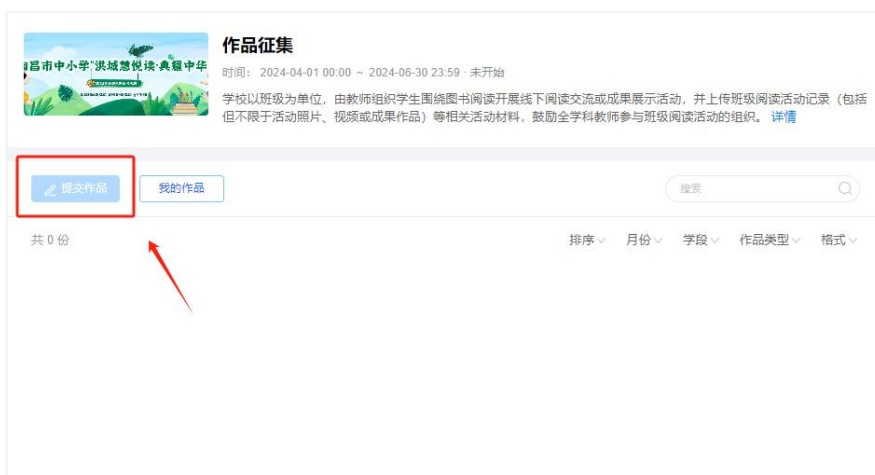 昌市中小学"洪城慧悦读·典耀中华
作品征集
时间: 2024-04-01 00:00 ~ 2024-06-30 23:59 · 未开始
学校以班级为单位，由教师组织学生围绕图书阅读开展线下阅读交流或成果展示活动，并上传班级阅读活动记录（包括
但不限于活动照片、视频或成果作品）等相关活动材料，鼓励全学科教师参与班级阅读活动的组织。 详情
提交作品
我的作品
搜索
共 0 份
排序
月份
学段
作品类型
格式